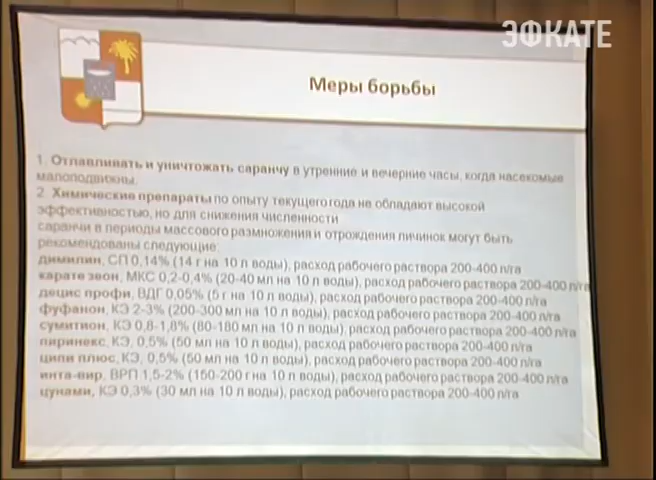 ЭФКАТЕ
Меры борьбы
1. Отлавливать и уничтожать саранчу в утренние и вечерние часы, когда насекомые
малоподвижны.
2. Химические препараты по опыту текущего года не обладают высокой
эффективностью, но для снижения численности
саранчи в периоды массового размножения и отрождения личинок могут быть
рекомендованы следующие:
димилин, СП 0,14% (14 г на 10 л воды), расход рабочего раствора 200-400 л/га
карате зеон, МКС 0,2-0,4% (20-40 мл на 10 л воды), расход рабочего раствора 200-400 л/га
децис профи, ВДГ 0,05% (5 г на 10 л воды), расход рабочего раствора 200-400 л/га
фуфанон, КЭ 2-3% (200-300 мл на 10 л воды), расход рабочего раствора 200-400 л/га
сумитион, КЭ 0,8-1,8% (80-180 мл на 10 л воды), расход рабочего раствора 200-400 л/га
пиринекс, КЭ, 0,5% (50 мл на 10 л воды), расход рабочего раствора 200-400 л/га
ципи плюс, КЭ, 0,5% (50 мл на 10 л воды), расход рабочего раствора 200-400 л/га
инта-вир, ВРП 1,5-2% (150-200 г на 10 л воды), расход рабочего раствора 200-400 л/га
цунами, КЭ 0,3% (30 мл на 10 л воды), расход рабочего раствора 200-400 л/га